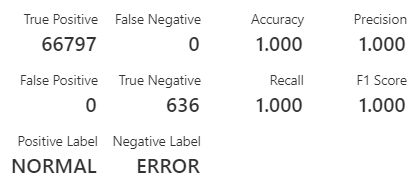 True Positive False Negative Accuracy Precision
66797 0 1.000 1.000
False Positive True Negative Recall F1 Score
0 636 1.000 1.000
Positive Label Negative Label
NORMAL ERROR